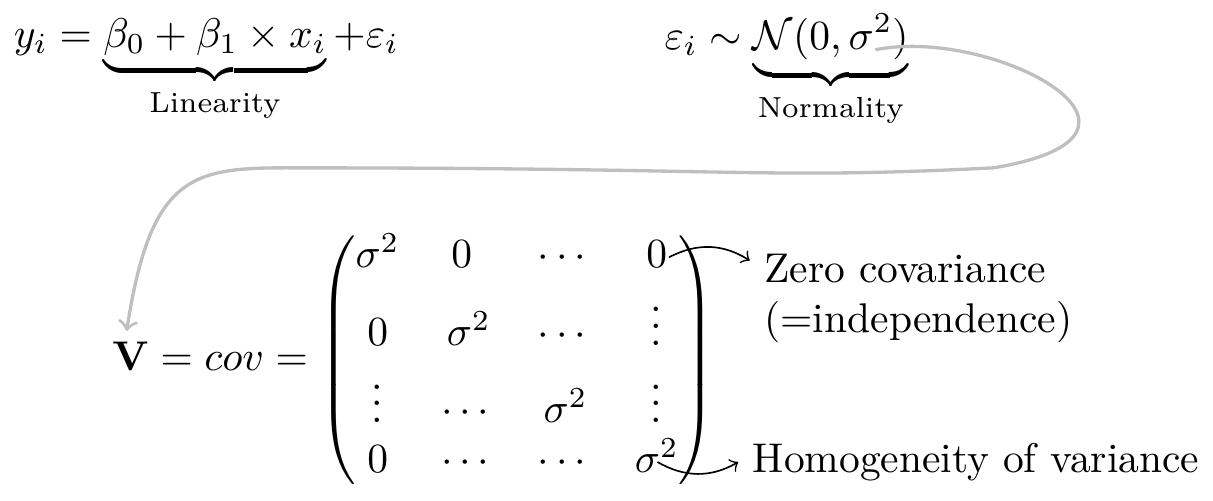 yᵢ = β₀ + β₁ × xᵢ +εᵢ εᵢ ∼ 𝒩(0, σ²)
Linearity Normality
σ² 0 ⋯ 0 Zero covariance
(=independence)
0 σ² ⋯ ⋮
V = cov =
⋮ ⋯ σ² ⋮
0 ⋯ ⋯ σ² Homogeneity of variance